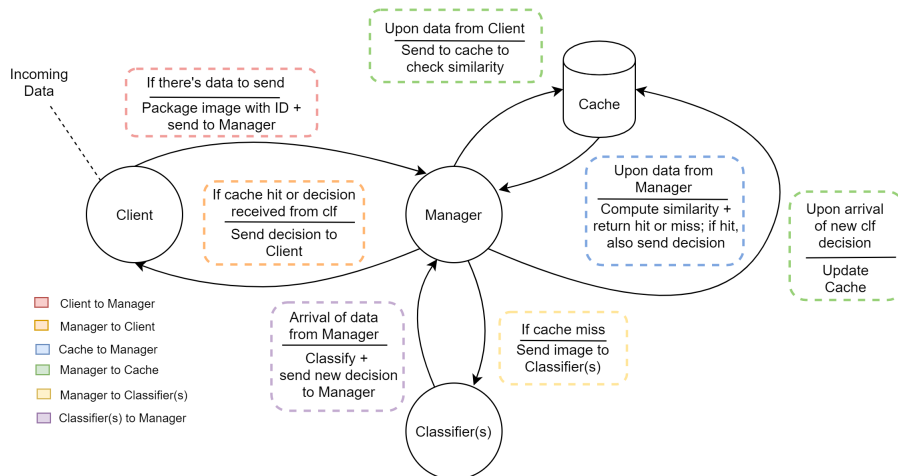 Upon data from Client
Send to cache to
check similarity
Incoming
Data
If there's data to send
Package image with ID +
send to Manager
Cache
Client
If cache hit or decision
received from clf
Send decision to
Client
Manager
Upon data from
Manager
Compute similarity +
return hit or miss; if hit,
also send decision
Upon arrival
of new clf
decision
Update
Cache
Client to Manager
Manager to Client
Cache to Manager
Manager to Cache
Manager to Classifier(s)
Classifier(s) to Manager
Arrival of data
from Manager
Classify +
send new decision
to Manager
If cache miss
Send image to
Classifier(s)
Classifier(s)